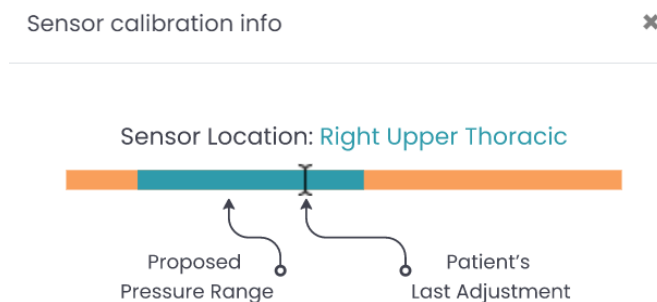 Sensor calibration info
Sensor Location: Right Upper Thoracic
Proposed
Pressure Range
Patient's
Last Adjustment